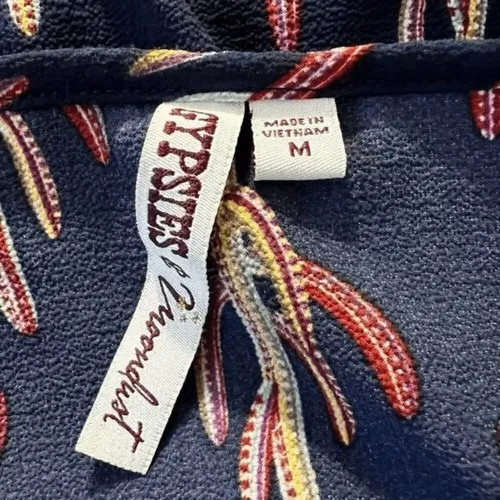 GYPSIES
& Moondust
MADE IN
VIETNAM
M